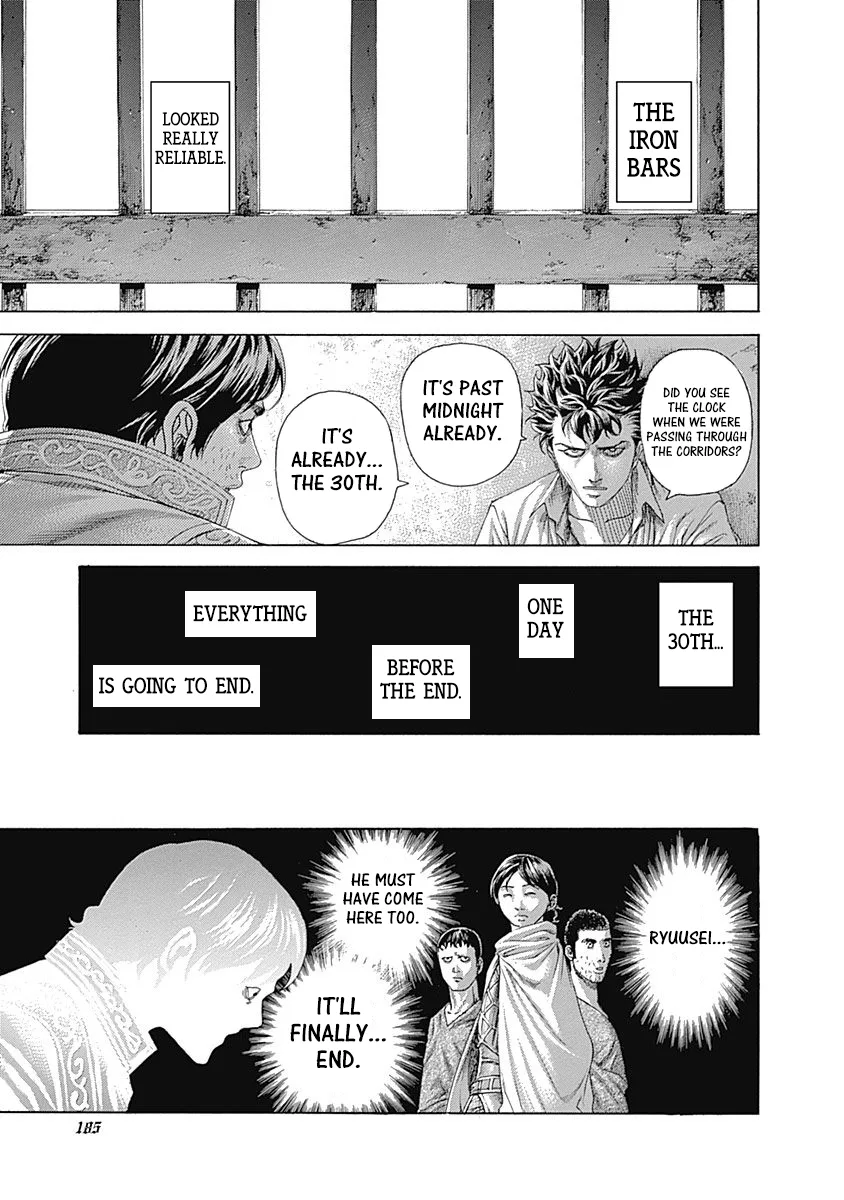 THE
IRON
BARS
LOOKED
REALLY
RELIABLE.
DID YOU SEE
THE CLOCK
WHEN WE WERE
PASSING THROUGH
THE CORRIDORS?
IT'S PAST
MIDNIGHT
ALREADY.
IT'S
ALREADY...
THE 30TH.
THE
30TH...
ONE
DAY
BEFORE
THE END.
EVERYTHING
IS GOING TO END.
RYUUSEI...
HE MUST
HAVE COME
HERE TOO.
IT'LL
FINALLY...
END.
185